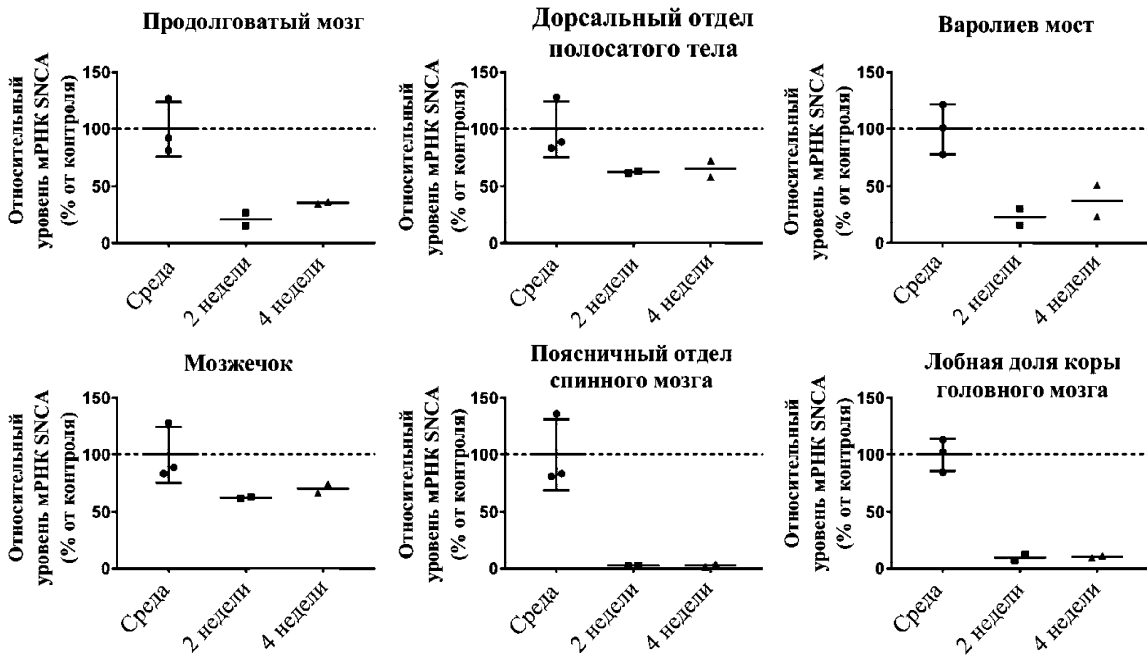 Продолговатый мозг
Относительный
уровень мРНК SNCA
(% от контроля)
150
100
50
0
Среда
2 недели
4 недели
Дорсальный отдел
полосатого тела
Относительный
уровень мРНК SNCA
(% от контроля)
150
100
50
0
Среда
2 недели
4 недели
Варолиев мост
Относительный
уровень мРНК SNCA
(% от контроля)
150
100
50
0
Среда
2 недели
4 недели
Мозжечок
Относительный
уровень мРНК SNCA
(% от контроля)
150
100
50
0
Среда
2 недели
4 недели
Поясничный отдел
спинного мозга
Относительный
уровень мРНК SNCA
(% от контроля)
150
100
50
0
Среда
2 недели
4 недели
Лобная доля коры
головного мозга
Относительный
уровень мРНК SNCA
(% от контроля)
150
100
50
0
Среда
2 недели
4 недели